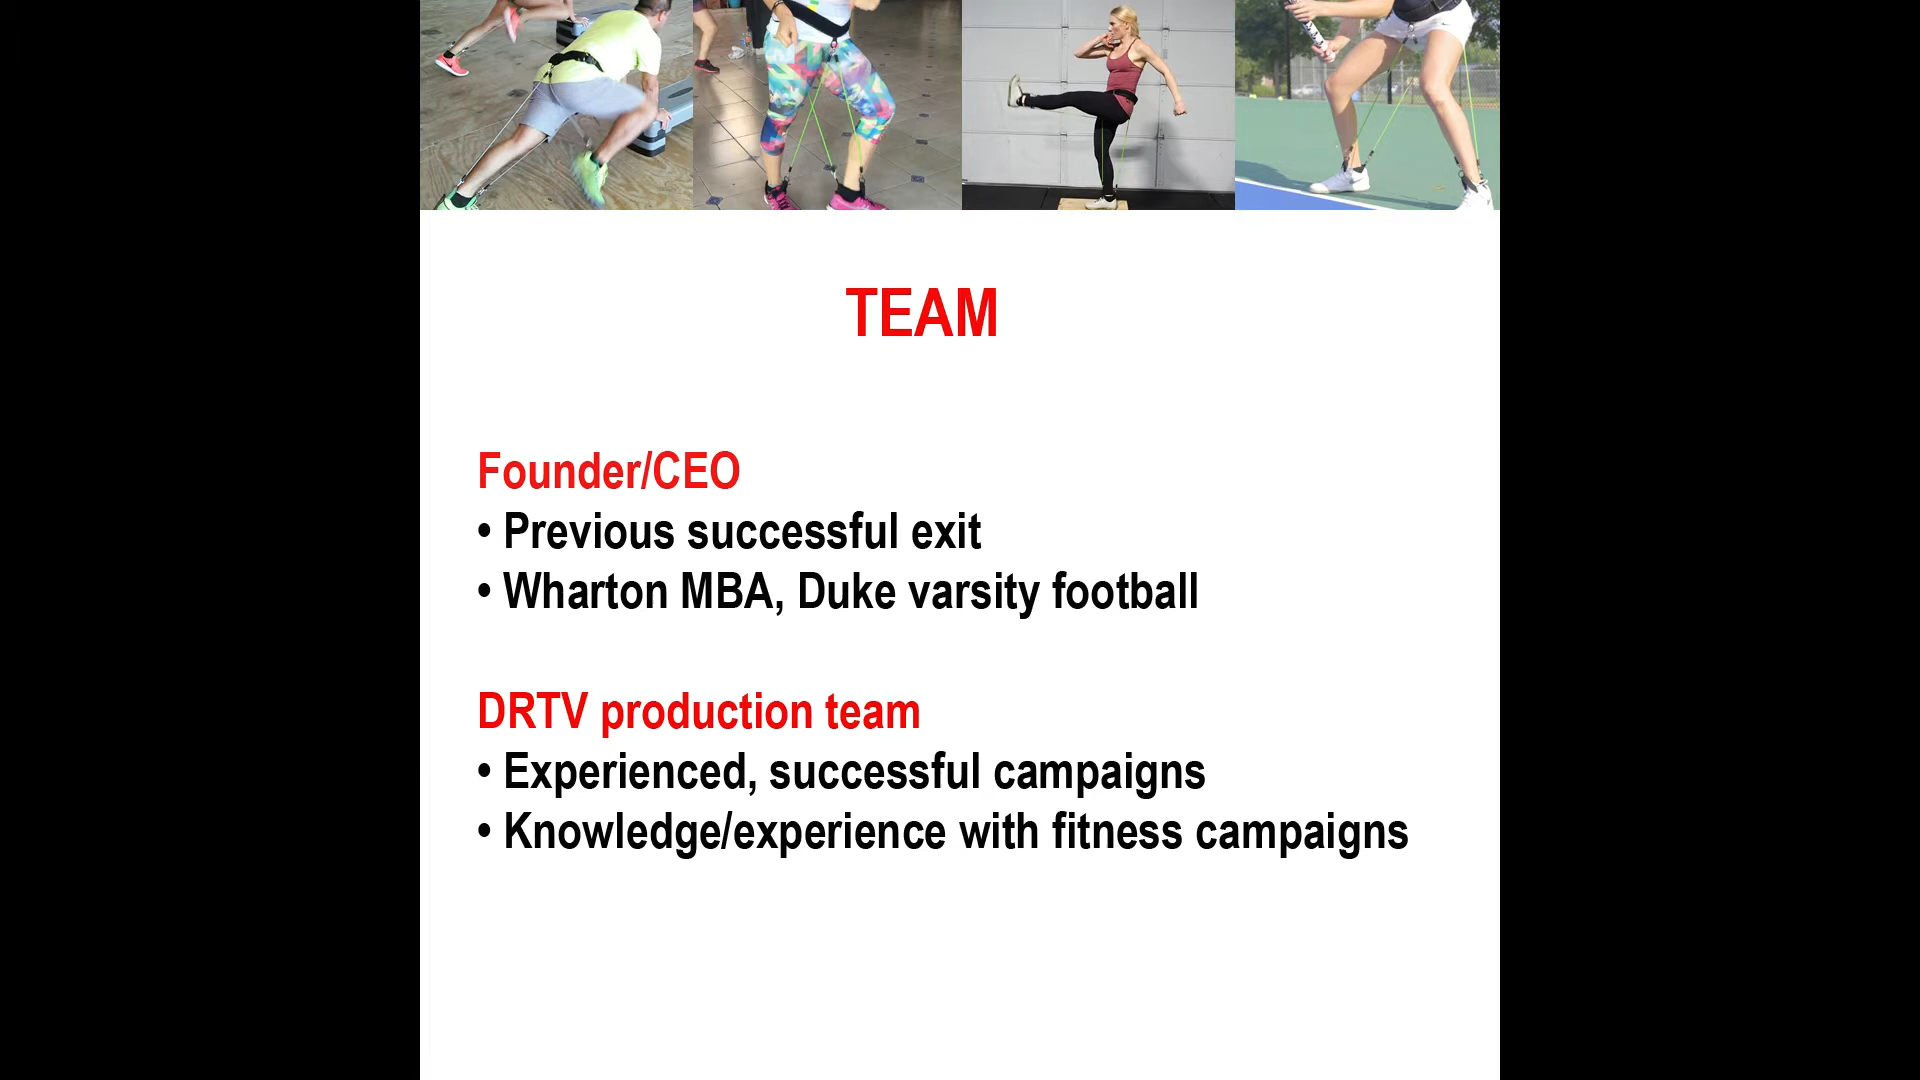 TEAM
Founder/CEO
• Previous successful exit
• Wharton MBA, Duke varsity football
DRTV production team
• Experienced, successful campaigns
• Knowledge/experience with fitness campaigns